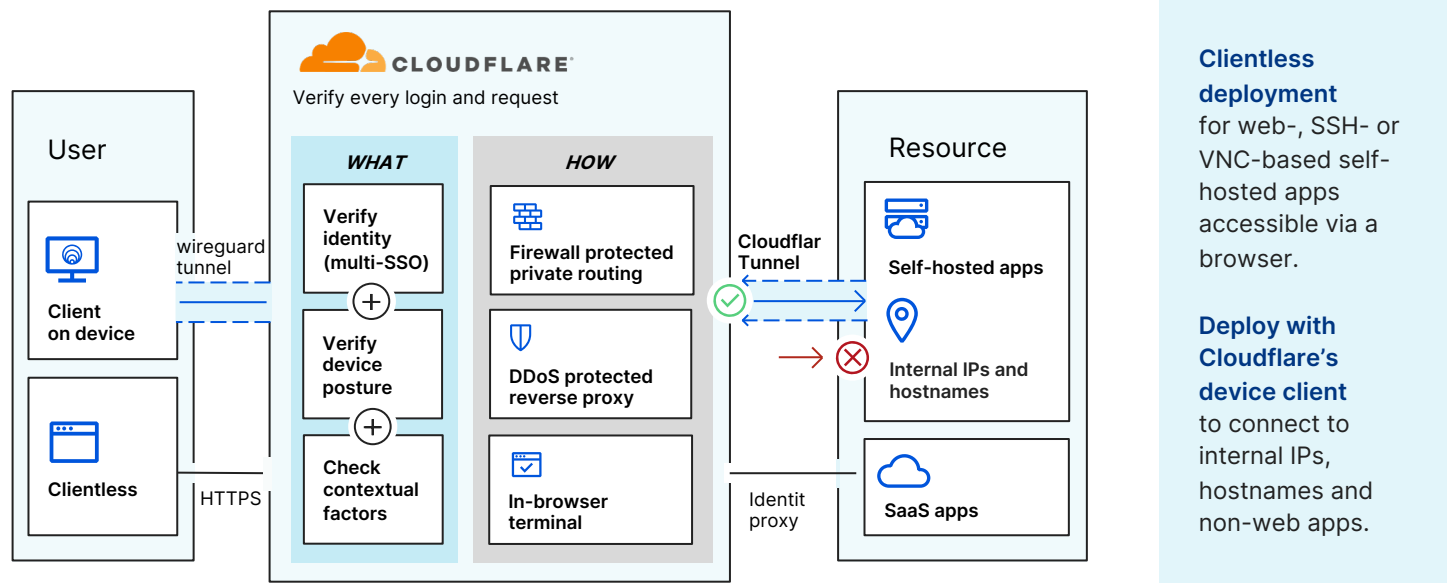 CLOUDFLARE
Verify every login and request
User
Client
on device
Clientless
wireguard
tunnel
HTTPS
WHAT
Verify
identity
(multi-SSO)
Verify
device
posture
Check
contextual
factors
HOW
Firewall protected
private routing
DDoS protected
reverse proxy
In-browser
terminal
Cloudflar
Tunnel
Identit
proxy
Resource
Self-hosted apps
Internal IPs and
hostnames
SaaS apps
Clientless
deployment
for web-, SSH- or
VNC-based self-
hosted apps
accessible via a
browser.
Deploy with
Cloudflare’s
device client
to connect to
internal IPs,
hostnames and
non-web apps.